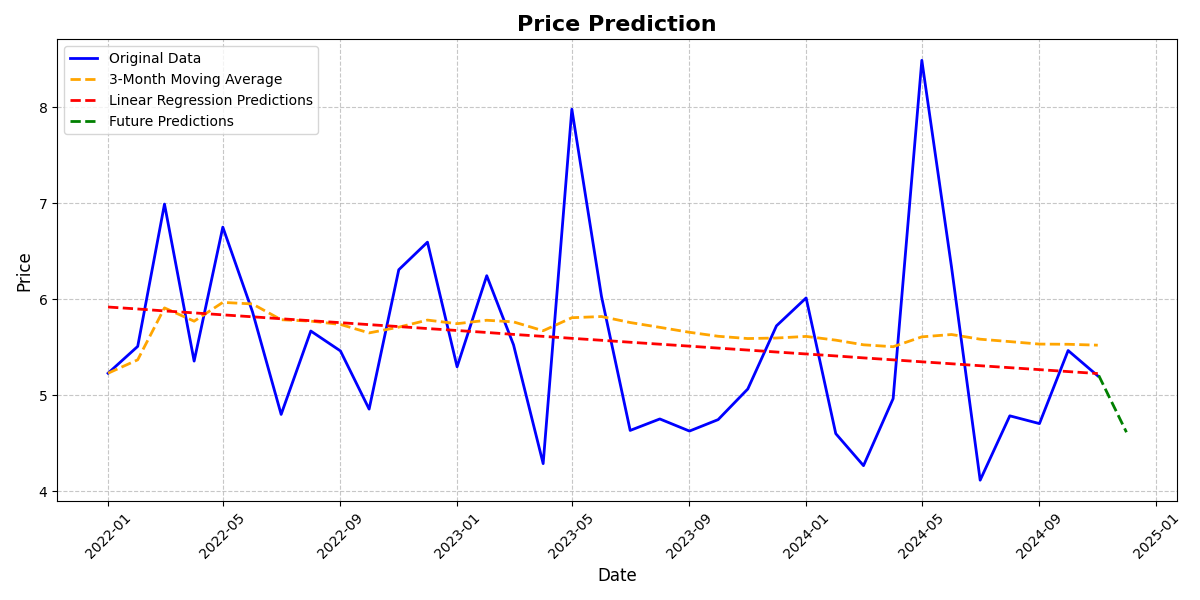 Price Prediction
Original Data
3-Month Moving Average
Linear Regression Predictions
Future Predictions
Price
8
7
6
5
4
2022-01
2022-05
2022-09
2023-01
2023-05
2023-09
2024-01
2024-05
2024-09
2025-01
Date